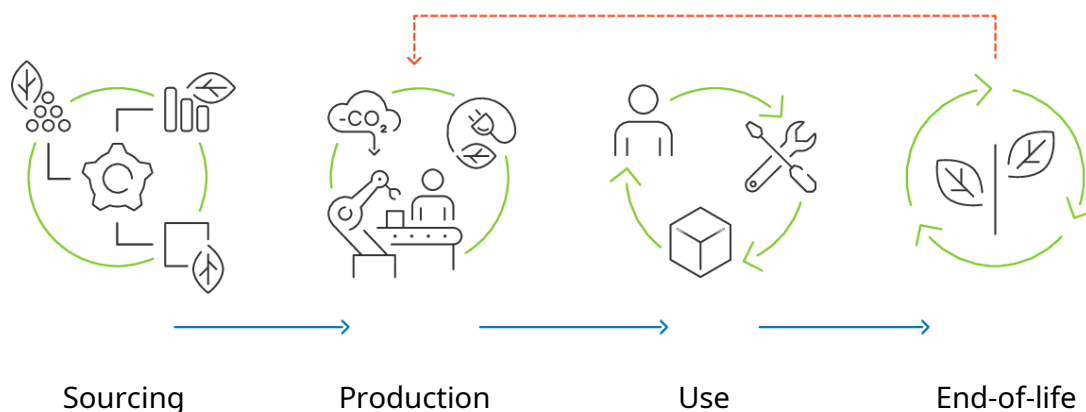 -CO₂
Sourcing
Production
Use
End-of-life